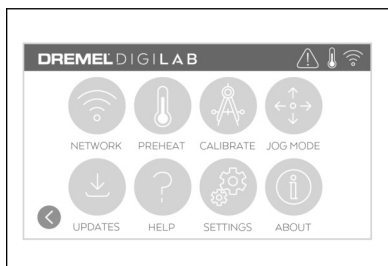 DREMEL DIGILAB
NETWORK PREHEAT CALIBRATE JOG MODE
UPDATES HELP SETTINGS ABOUT